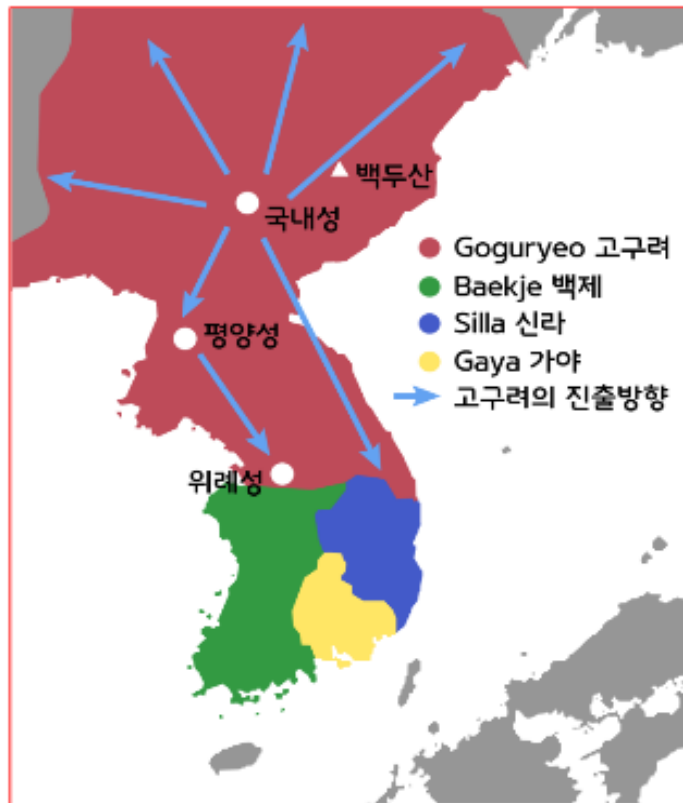 백두산
국내성
Goguryeo 고구려
Baekje 백제
Silla 신라
Gaya 가야
고구려의 진출방향
평양성
위례성